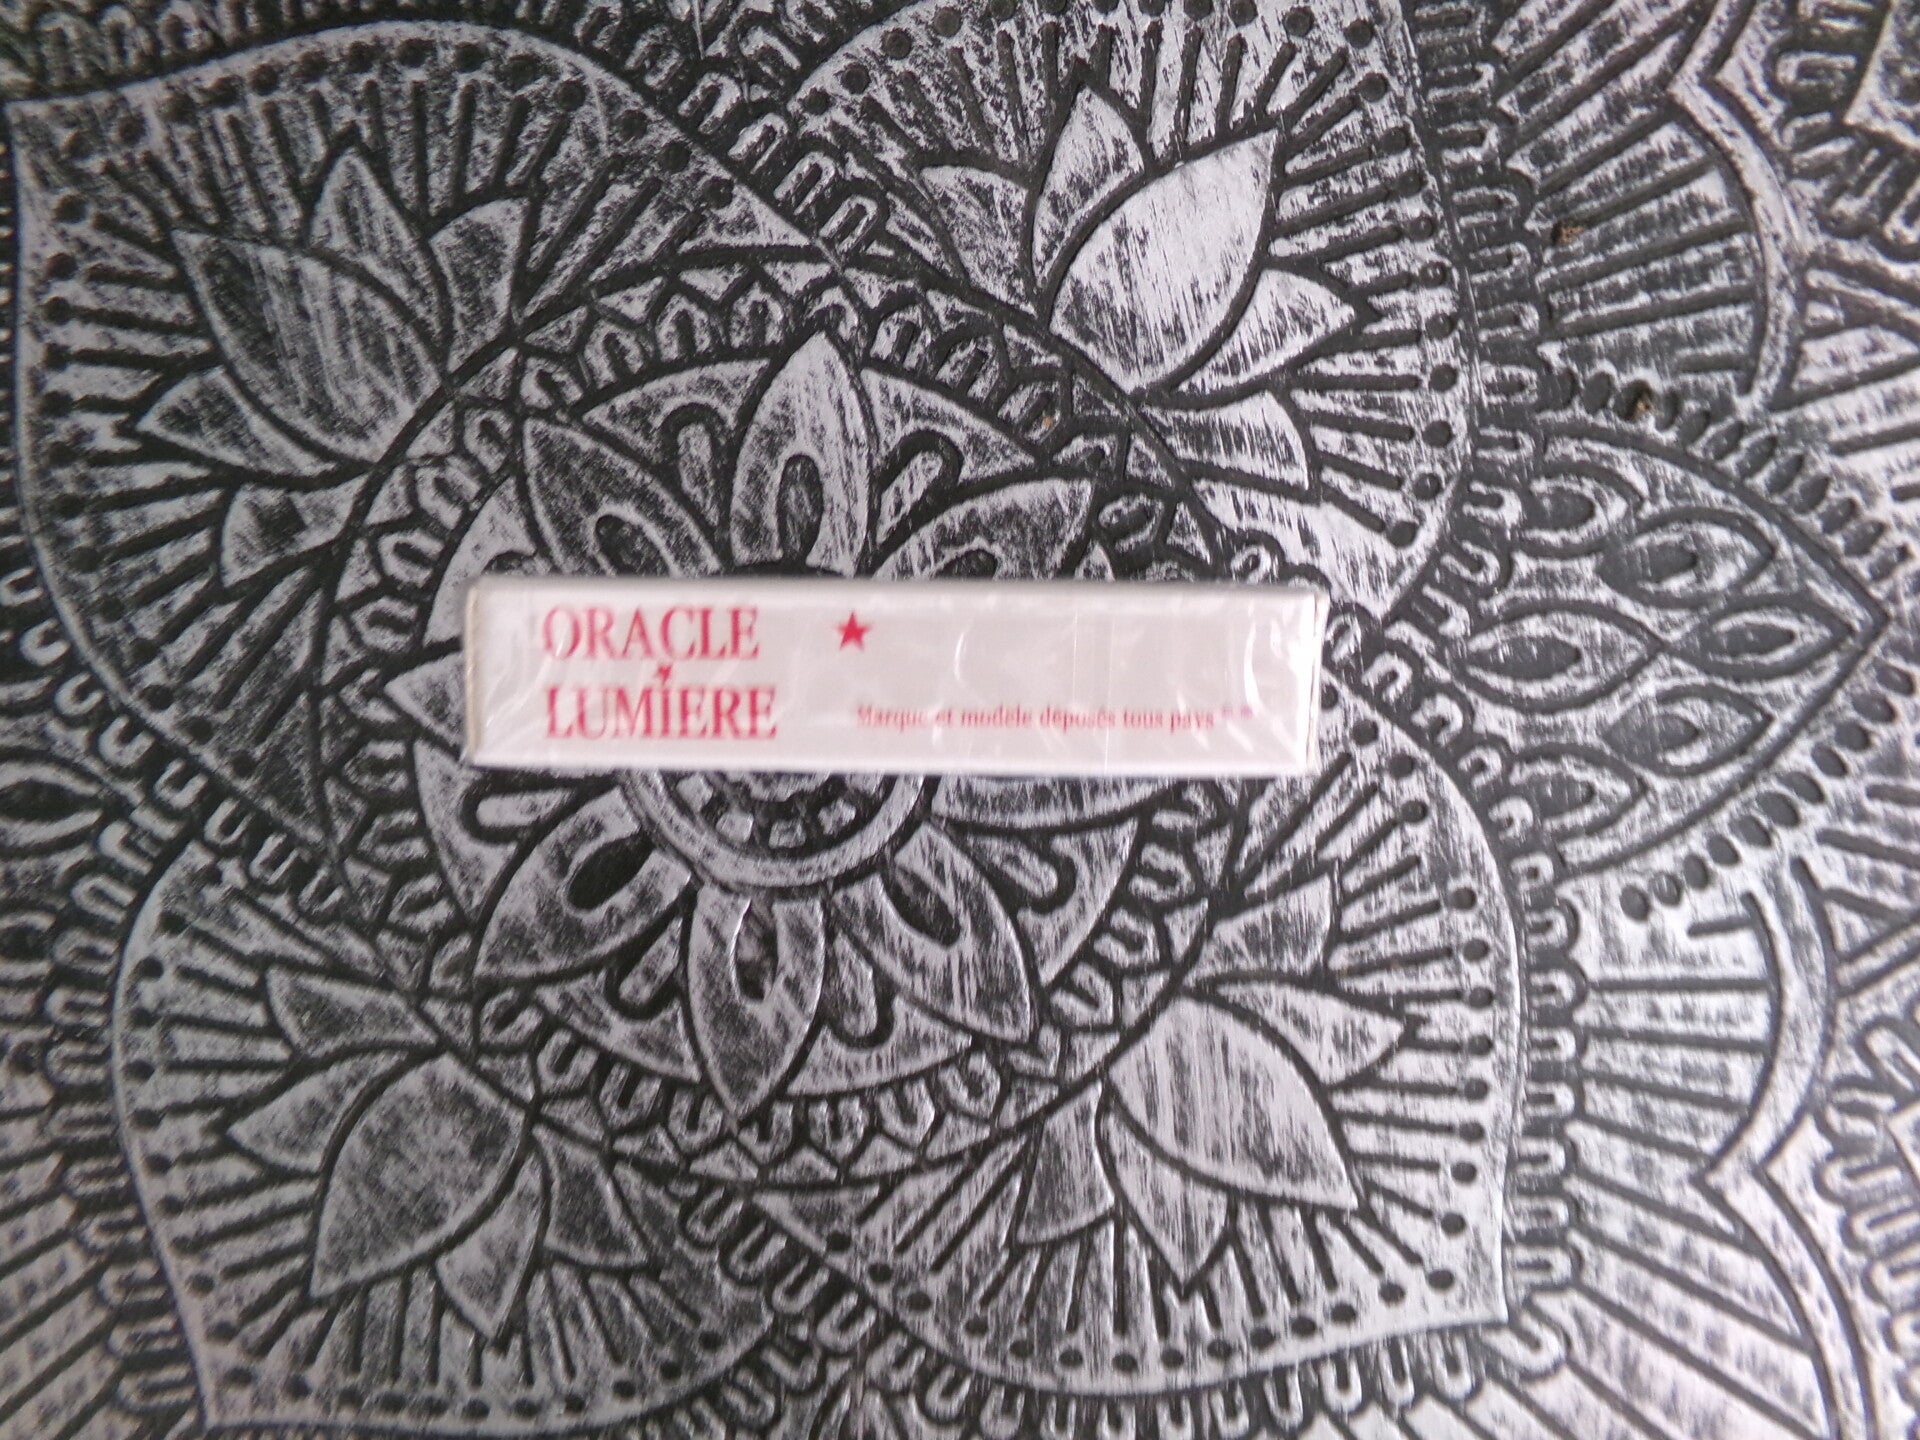 ORACLE
LUMIERE
Marque et modèle déposés tous pays